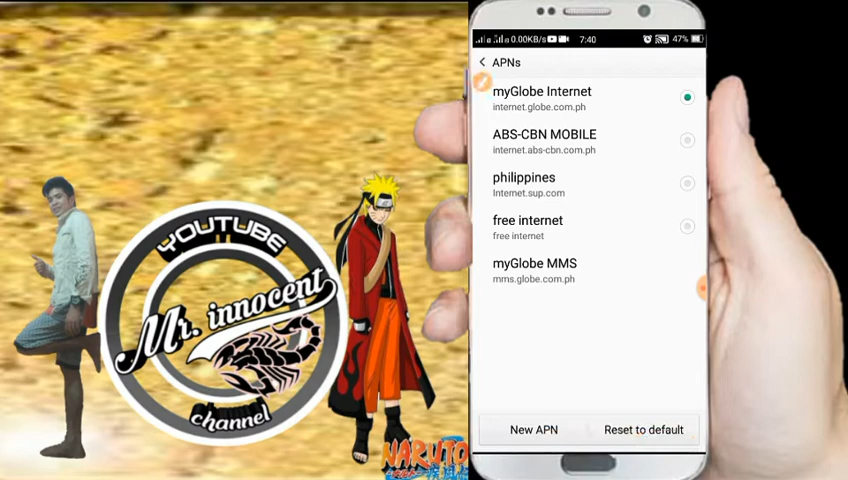 YOUTUBE
Mr. innocent
channel
NARUTO
0.00KB/s
7:40
47%
APNs
myGlobe Internet
internet.globe.com.ph
ABS-CBN MOBILE
internet.abs-cbn.com.ph
philippines
Internet.sup.com
free internet
free internet
myGlobe MMS
mms.globe.com.ph
New APN
Reset to default